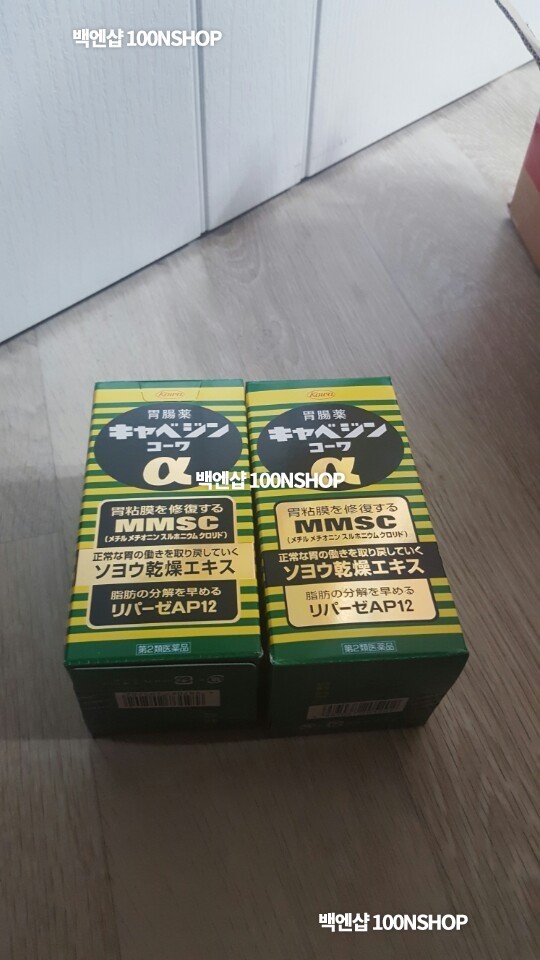 백엔샵 100NSHOP
Kowa
胃腸薬
キャベジン
コーワ
α
胃粘膜を修復する
MMSC
(メチル メチオニン スルホニウム クロリド)
正常な胃の働きを取り戻していく
ソヨウ乾燥エキス
脂肪の分解を早める
リパーゼAP12
第2類医薬品
Kowa
胃腸薬
キャベジン
コーワ
α
백엔샵 100NSHOP
胃粘膜を修復する
MMSC
(メチル メチオニン スルホニウム クロリド)
正常な胃の働きを取り戻していく
ソヨウ乾燥エキス
脂肪の分解を早める
リパーゼAP12
第2類医薬品
백엔샵 100NSHOP